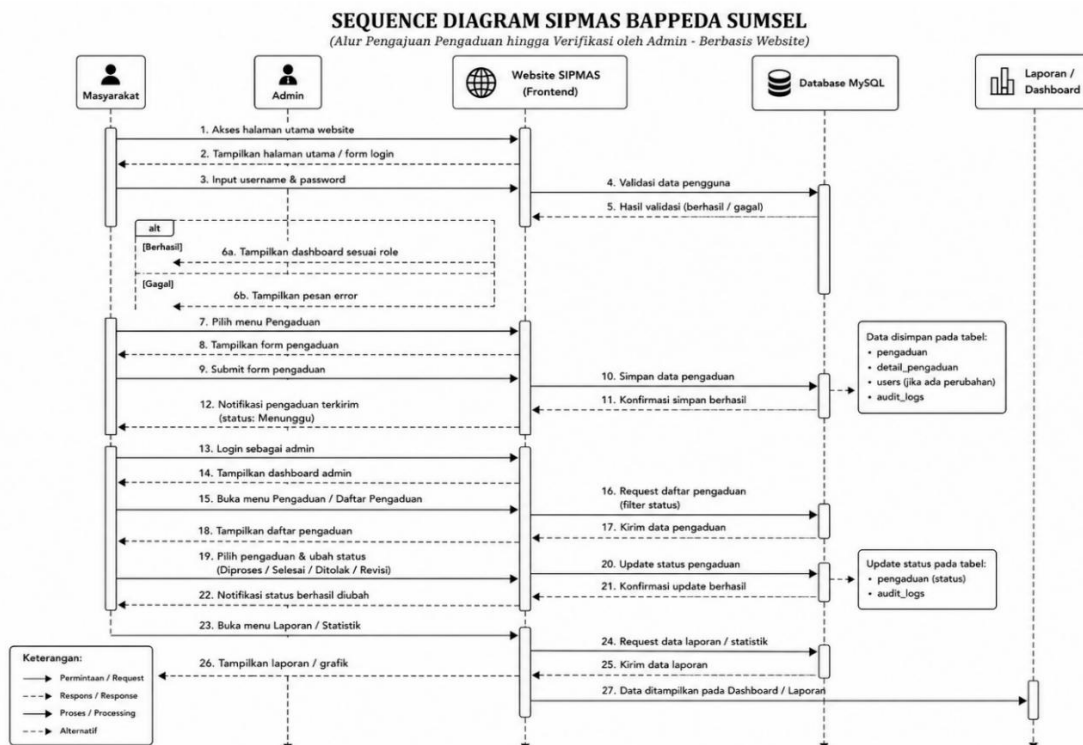 SEQUENCE DIAGRAM SIPMAS BAPPEDA SUMSEL
(Alur Pengajuan Pengaduan hingga Verifikasi oleh Admin - Berbasis Website)
Masyarakat
Admin
Website SIPMAS
(Frontend)
Database MySQL
Laporan /
Dashboard
1. Akses halaman utama website
2. Tampilkan halaman utama / form login
3. Input username & password
4. Validasi data pengguna
5. Hasil validasi (berhasil / gagal)
alt
[Berhasil]
6a. Tampilkan dashboard sesuai role
[Gagal]
6b. Tampilkan pesan error
7. Pilih menu Pengaduan
8. Tampilkan form pengaduan
9. Submit form pengaduan
10. Simpan data pengaduan
11. Konfirmasi simpan berhasil
Data disimpan pada tabel:
• pengaduan
• detail_pengaduan
• users (jika ada perubahan)
• audit_logs
12. Notifikasi pengaduan terkirim
(status: Menunggu)
13. Login sebagai admin
14. Tampilkan dashboard admin
15. Buka menu Pengaduan / Daftar Pengaduan
16. Request daftar pengaduan
(filter status)
17. Kirim data pengaduan
18. Tampilkan daftar pengaduan
19. Pilih pengaduan & ubah status
(Diproses / Selesai / Ditolak / Revisi)
20. Update status pengaduan
21. Konfirmasi update berhasil
Update status pada tabel:
• pengaduan (status)
• audit_logs
22. Notifikasi status berhasil diubah
23. Buka menu Laporan / Statistik
24. Request data laporan / statistik
25. Kirim data laporan
26. Tampilkan laporan / grafik
27. Data ditampilkan pada Dashboard / Laporan
Keterangan:
Permintaan / Request
Respons / Response
Proses / Processing
Alternatif